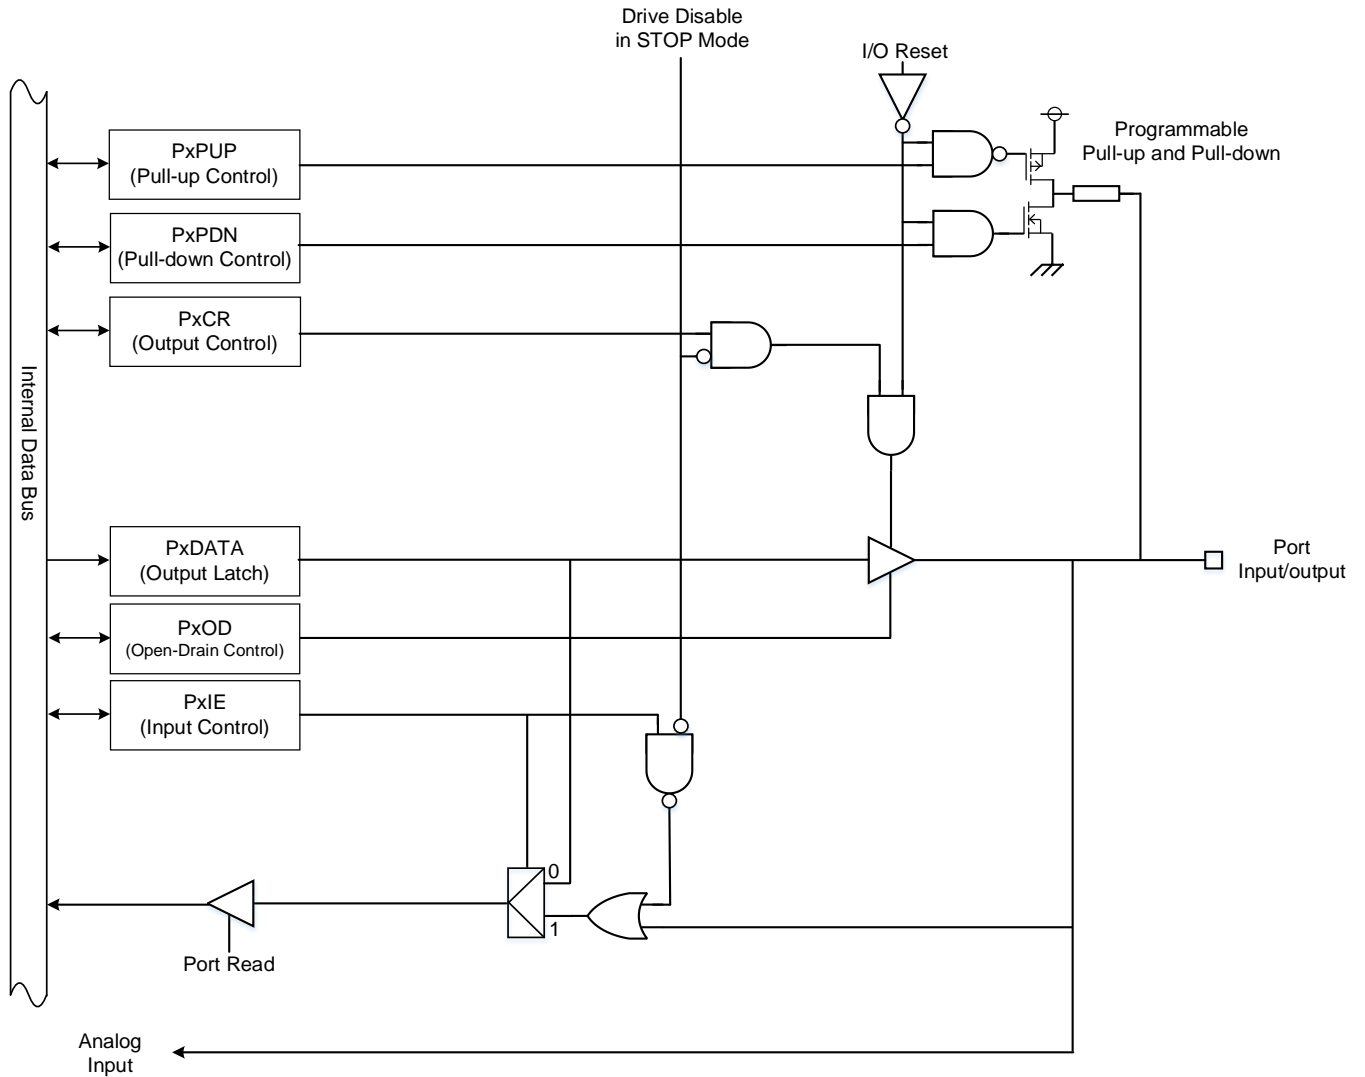 Drive Disable
in STOP Mode
I/O Reset
Programmable
Pull-up and Pull-down
PxPUP
(Pull-up Control)
PxPDN
(Pull-down Control)
PxCR
(Output Control)
Internal Data Bus
PxDATA
(Output Latch)
Port
Input/output
PxOD
(Open-Drain Control)
PxIE
(Input Control)
0
1
Port Read
Analog
Input